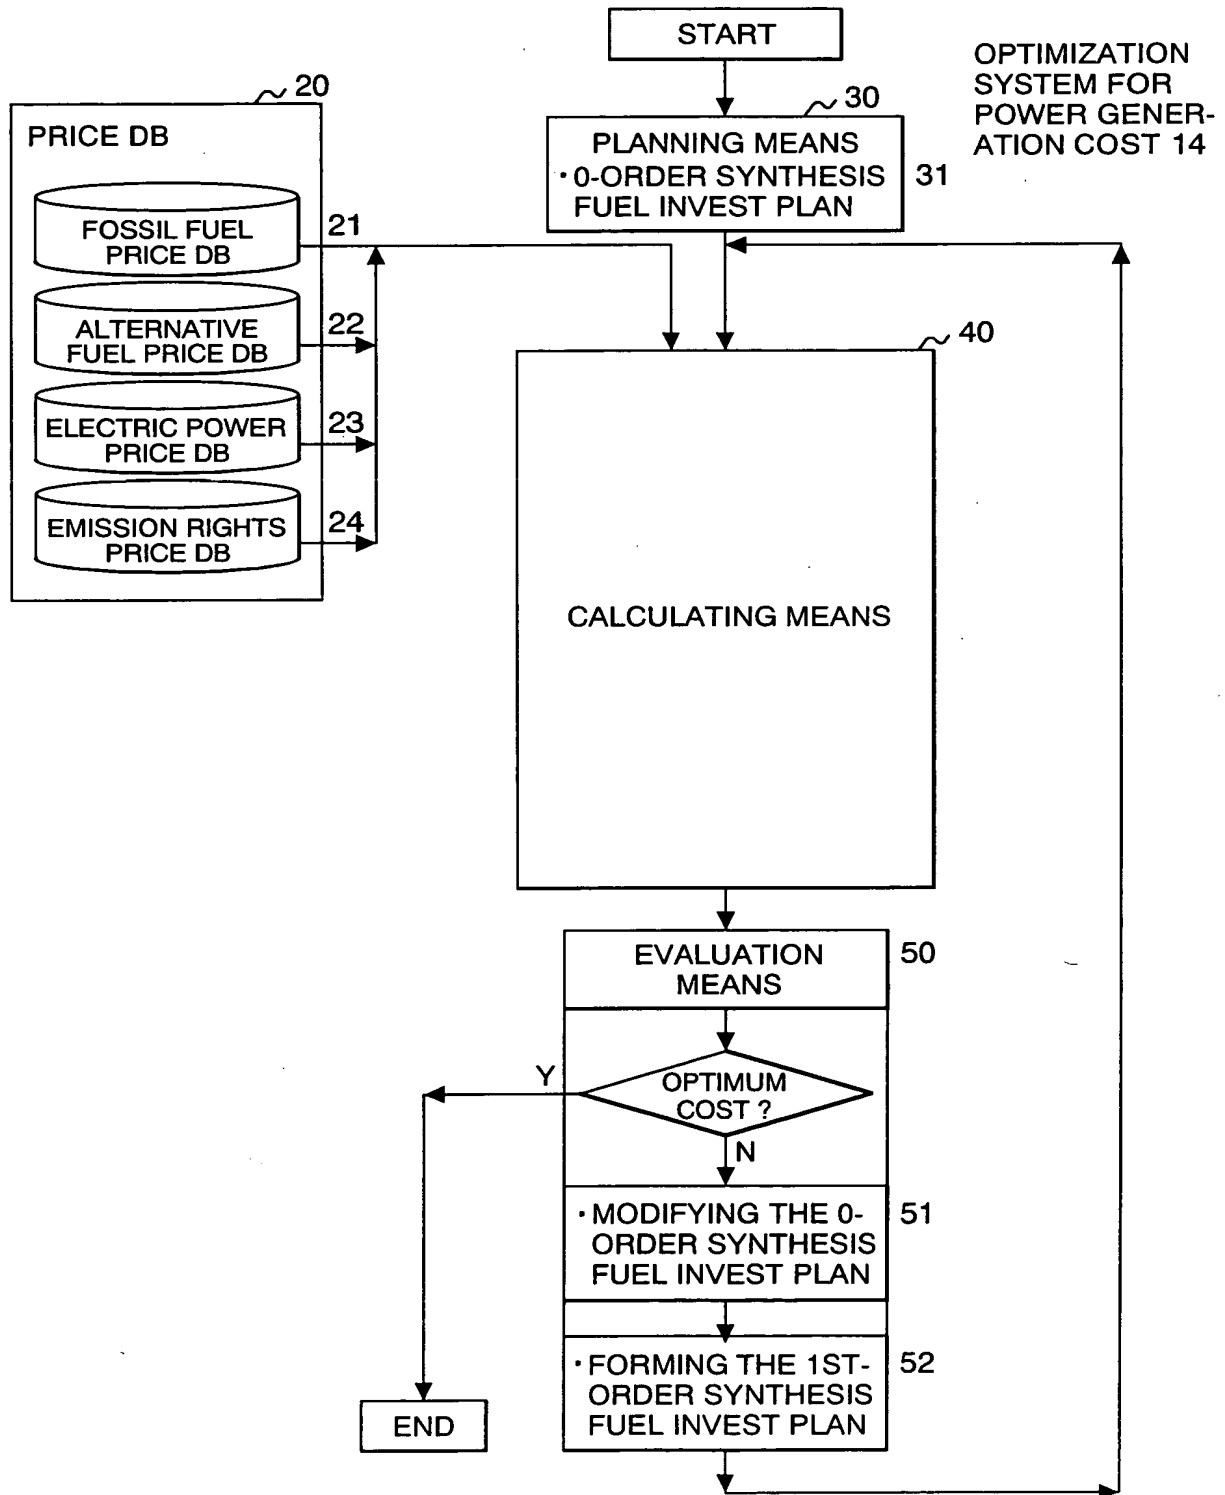 START
OPTIMIZATION
SYSTEM FOR
POWER GENER-
ATION COST 14
20
PRICE DB
FOSSIL FUEL
PRICE DB
21
ALTERNATIVE
FUEL PRICE DB
22
ELECTRIC POWER
PRICE DB
23
EMISSION RIGHTS
PRICE DB
24
30
PLANNING MEANS
・0-ORDER SYNTHESIS
FUEL INVEST PLAN
31
40
CALCULATING MEANS
EVALUATION
MEANS
50
OPTIMUM
COST ?
Y
N
・MODIFYING THE 0-
ORDER SYNTHESIS
FUEL INVEST PLAN
51
・FORMING THE 1ST-
ORDER SYNTHESIS
FUEL INVEST PLAN
52
END